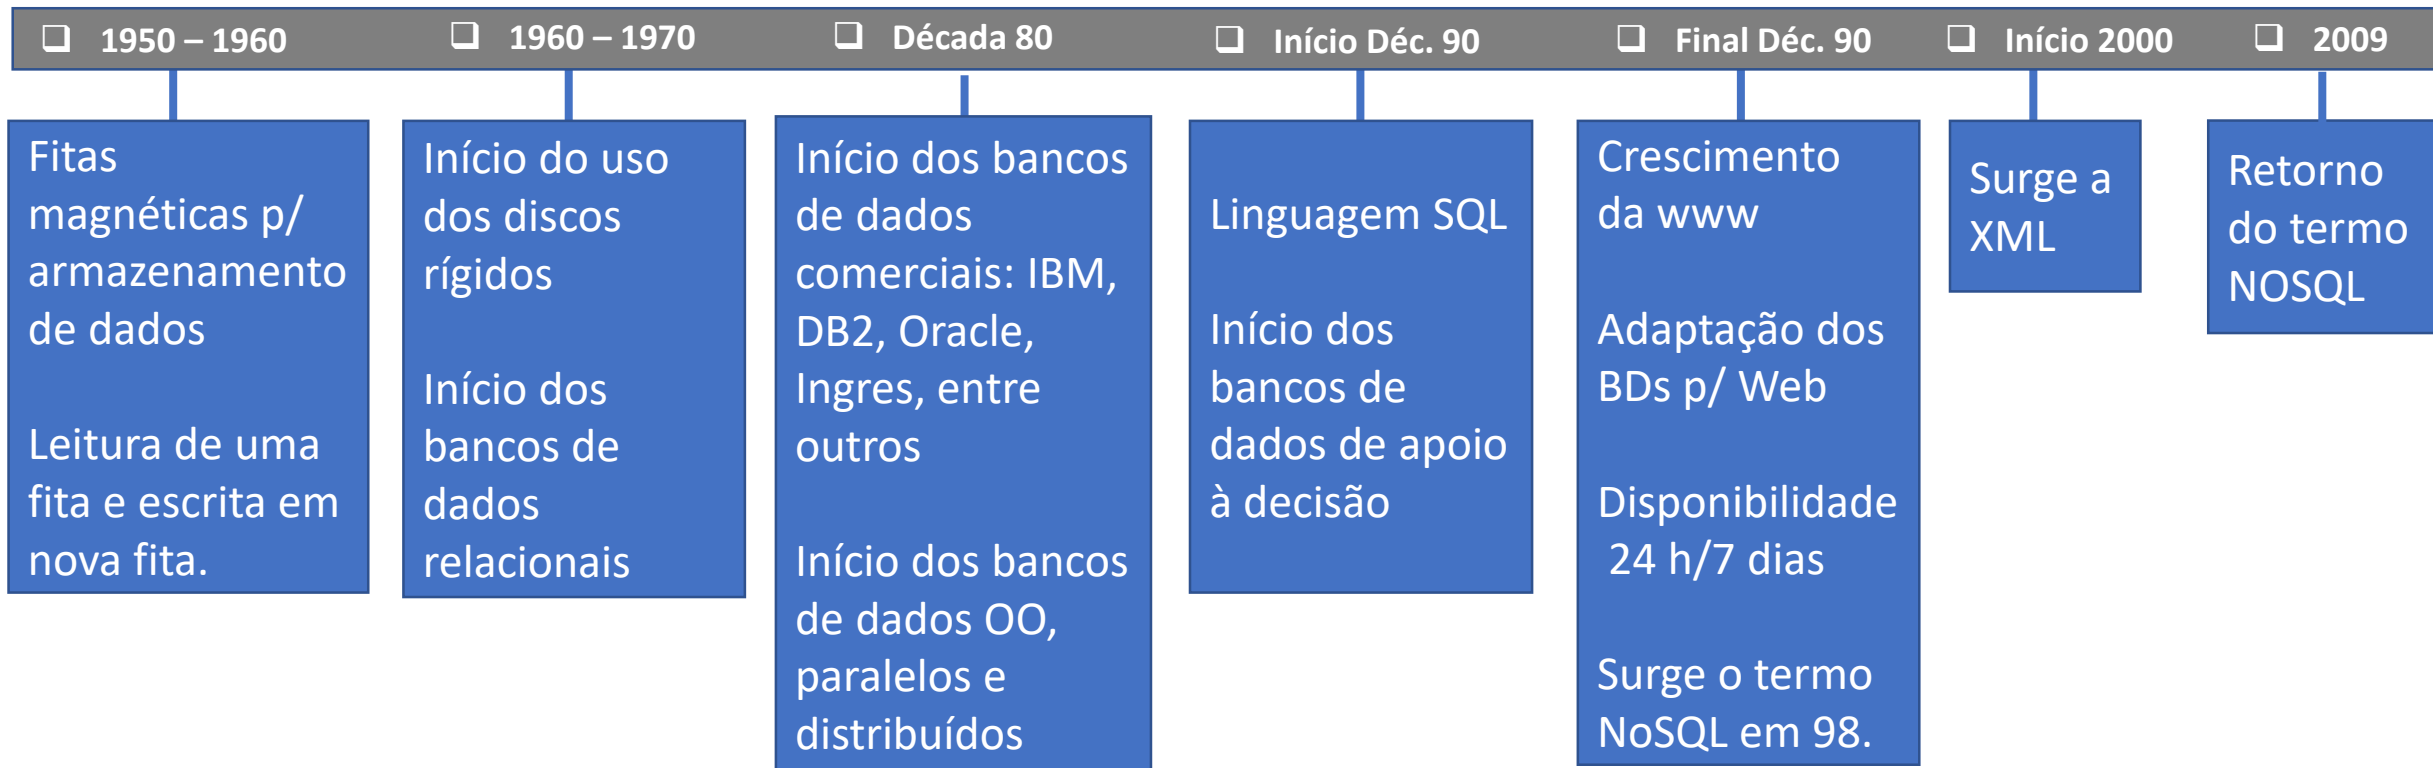 ❑ 1950 – 1960
❑ 1960 – 1970
❑ Década 80
❑ Início Déc. 90
❑ Final Déc. 90
❑ Início 2000
❑ 2009
Fitas
magnéticas p/
armazenamento
de dados
Leitura de uma
fita e escrita em
nova fita.
Início do uso
dos discos
rígidos
Início dos
bancos de
dados
relacionais
Início dos bancos
de dados
comerciais: IBM,
DB2, Oracle,
Ingres, entre
outros
Início dos bancos
de dados OO,
paralelos e
distribuídos
Linguagem SQL
Início dos
bancos de
dados de apoio
à decisão
Crescimento
da www
Adaptação dos
BDs p/ Web
Disponibilidade
24 h/7 dias
Surge o termo
NoSQL em 98.
Surge a
XML
Retorno
do termo
NOSQL